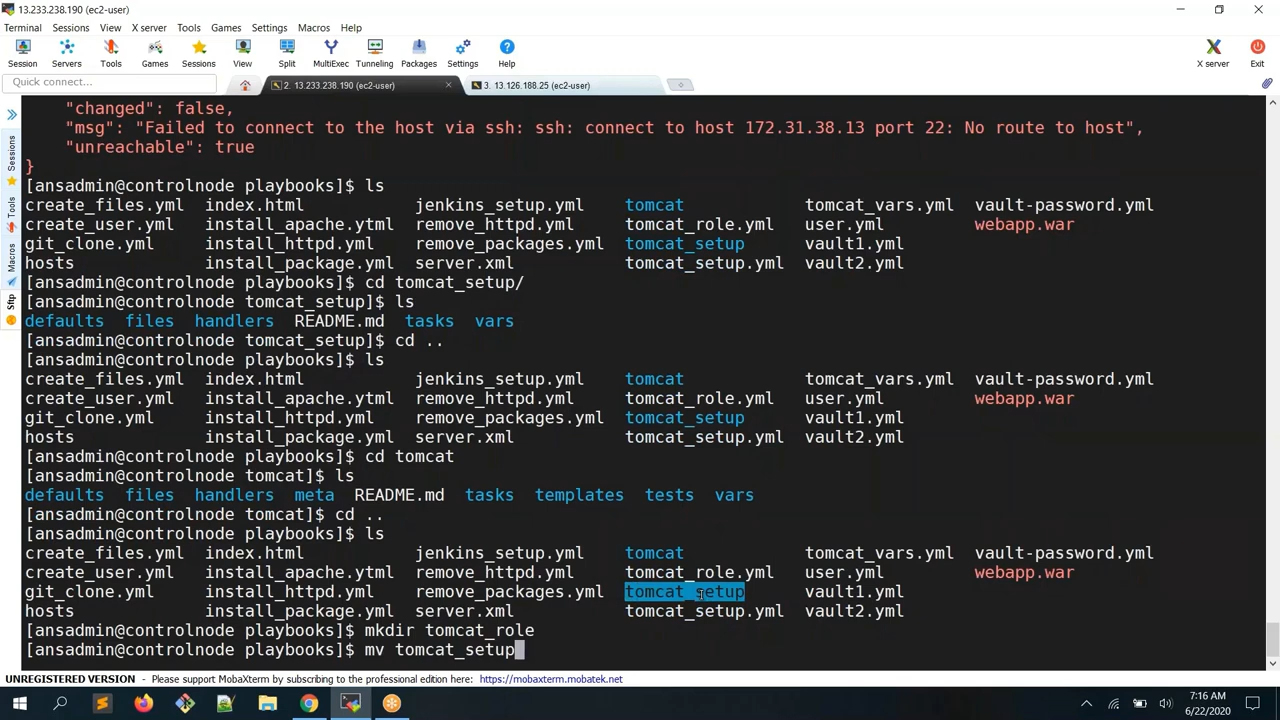 13.233.238.190 (ec2-user)
Terminal Sessions View X server Tools Games Settings Macros Help
Session Servers Tools Games Sessions View Split MultiExec Tunneling Packages Settings Help X server Exit
Quick connect... 2. 13.233.238.190 (ec2-user) 3. 13.126.188.25 (ec2-user)
Sessions
Tools
Macros
Sftp
"changed": false,
"msg": "Failed to connect to the host via ssh: ssh: connect to host 172.31.38.13 port 22: No route to host",
"unreachable": true
}
[ansadmin@controlnode playbooks]$ ls
create_files.yml index.html jenkins_setup.yml tomcat tomcat_vars.yml vault-password.yml
create_user.yml install_apache.ytml remove_httpd.yml tomcat_role.yml user.yml webapp.war
git_clone.yml install_httpd.yml remove_packages.yml tomcat_setup vault1.yml
hosts install_package.yml server.xml tomcat_setup.yml vault2.yml
[ansadmin@controlnode playbooks]$ cd tomcat_setup/
[ansadmin@controlnode tomcat_setup]$ ls
defaults files handlers README.md tasks vars
[ansadmin@controlnode tomcat_setup]$ cd ..
[ansadmin@controlnode playbooks]$ ls
create_files.yml index.html jenkins_setup.yml tomcat tomcat_vars.yml vault-password.yml
create_user.yml install_apache.ytml remove_httpd.yml tomcat_role.yml user.yml webapp.war
git_clone.yml install_httpd.yml remove_packages.yml tomcat_setup vault1.yml
hosts install_package.yml server.xml tomcat_setup.yml vault2.yml
[ansadmin@controlnode playbooks]$ cd tomcat
[ansadmin@controlnode tomcat]$ ls
defaults files handlers meta README.md tasks templates tests vars
[ansadmin@controlnode tomcat]$ cd ..
[ansadmin@controlnode playbooks]$ ls
create_files.yml index.html jenkins_setup.yml tomcat tomcat_vars.yml vault-password.yml
create_user.yml install_apache.ytml remove_httpd.yml tomcat_role.yml user.yml webapp.war
git_clone.yml install_httpd.yml remove_packages.yml tomcat_setup vault1.yml
hosts install_package.yml server.xml tomcat_setup.yml vault2.yml
[ansadmin@controlnode playbooks]$ mkdir tomcat_role
[ansadmin@controlnode playbooks]$ mv tomcat_setup
UNREGISTERED VERSION - Please support MobaXterm by subscribing to the professional edition here: https://mobaxterm.mobatek.net
7:16 AM
6/22/2020